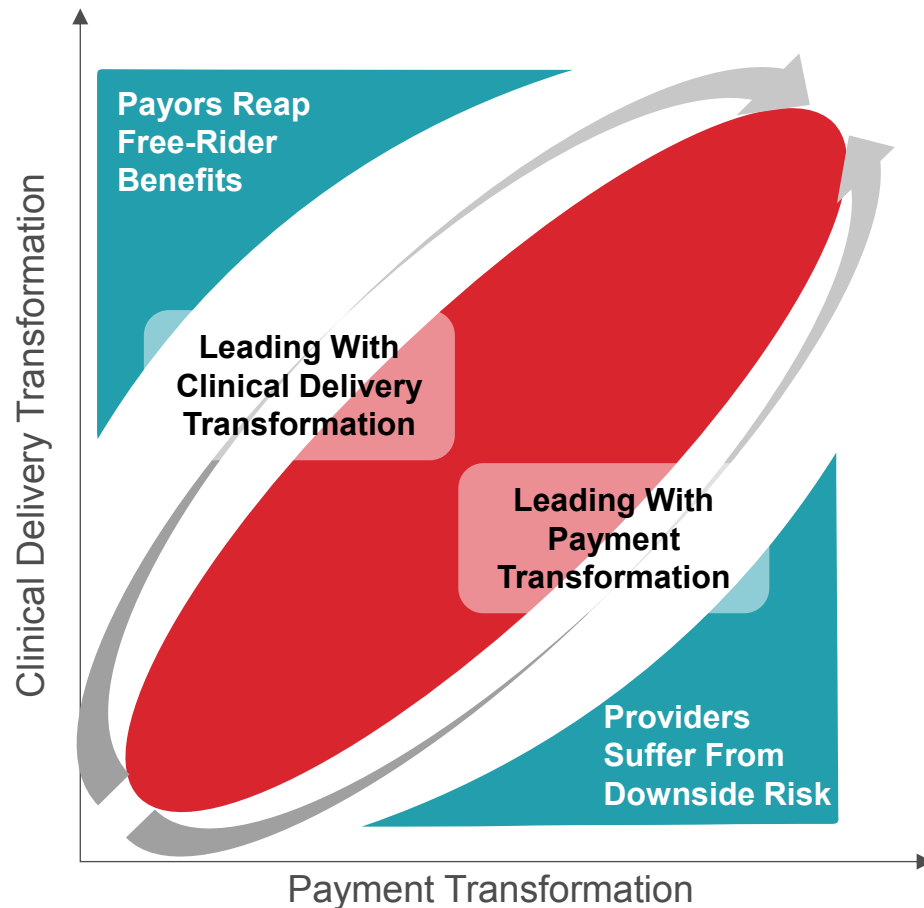 Payors Reap
Free-Rider
Benefits
Clinical Delivery Transformation
Leading With
Clinical Delivery
Transformation
Leading With
Payment
Transformation
Providers
Suffer From
Downside Risk
Payment Transformation